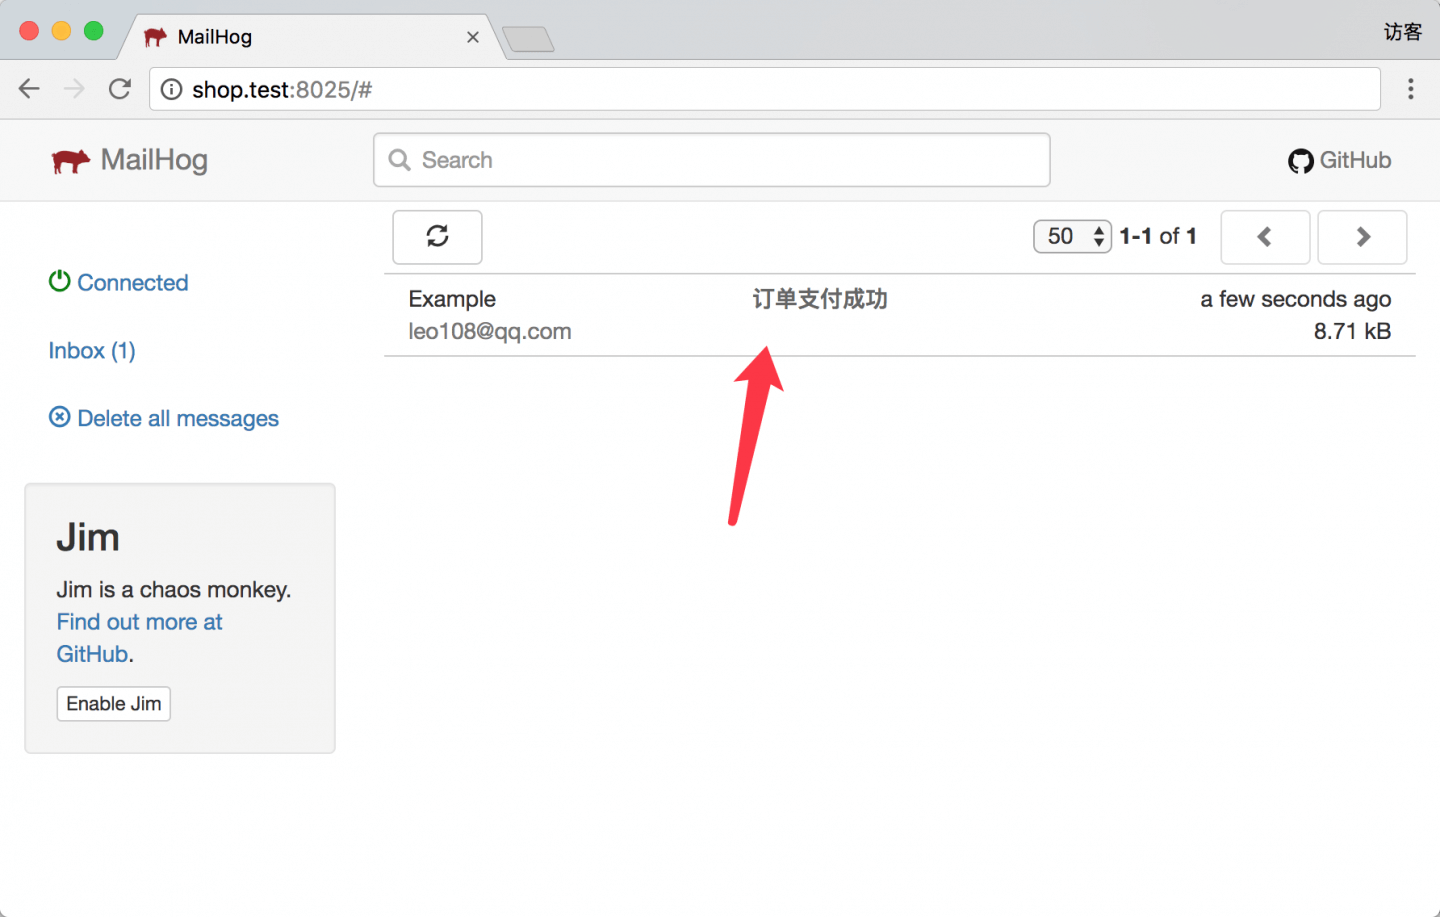 MailHog
访客
shop.test:8025/#
MailHog
Search
GitHub
50
1-1 of 1
Connected
Inbox (1)
Delete all messages
Example
leo108@qq.com
订单支付成功
a few seconds ago
8.71 kB
Jim
Jim is a chaos monkey.
Find out more at
GitHub.
Enable Jim